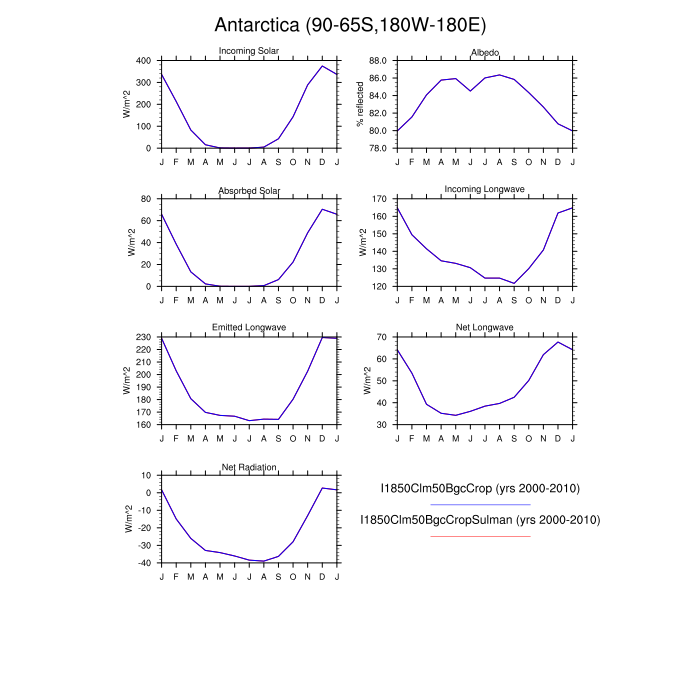 Antarctica (90-65S,180W-180E)
Incoming Solar
W/m^2
400
300
200
100
0
J F M A M J J A S O N D J
Albedo
% reflected
88.0
86.0
84.0
82.0
80.0
78.0
J F M A M J J A S O N D J
Absorbed Solar
W/m^2
80
60
40
20
0
J F M A M J J A S O N D J
Incoming Longwave
W/m^2
170
160
150
140
130
120
J F M A M J J A S O N D J
Emitted Longwave
W/m^2
230
220
210
200
190
180
170
160
J F M A M J J A S O N D J
Net Longwave
W/m^2
70
60
50
40
30
J F M A M J J A S O N D J
Net Radiation
W/m^2
10
0
-10
-20
-30
-40
J F M A M J J A S O N D J
I1850Clm50BgcCrop (yrs 2000-2010)
I1850Clm50BgcCropSulman (yrs 2000-2010)